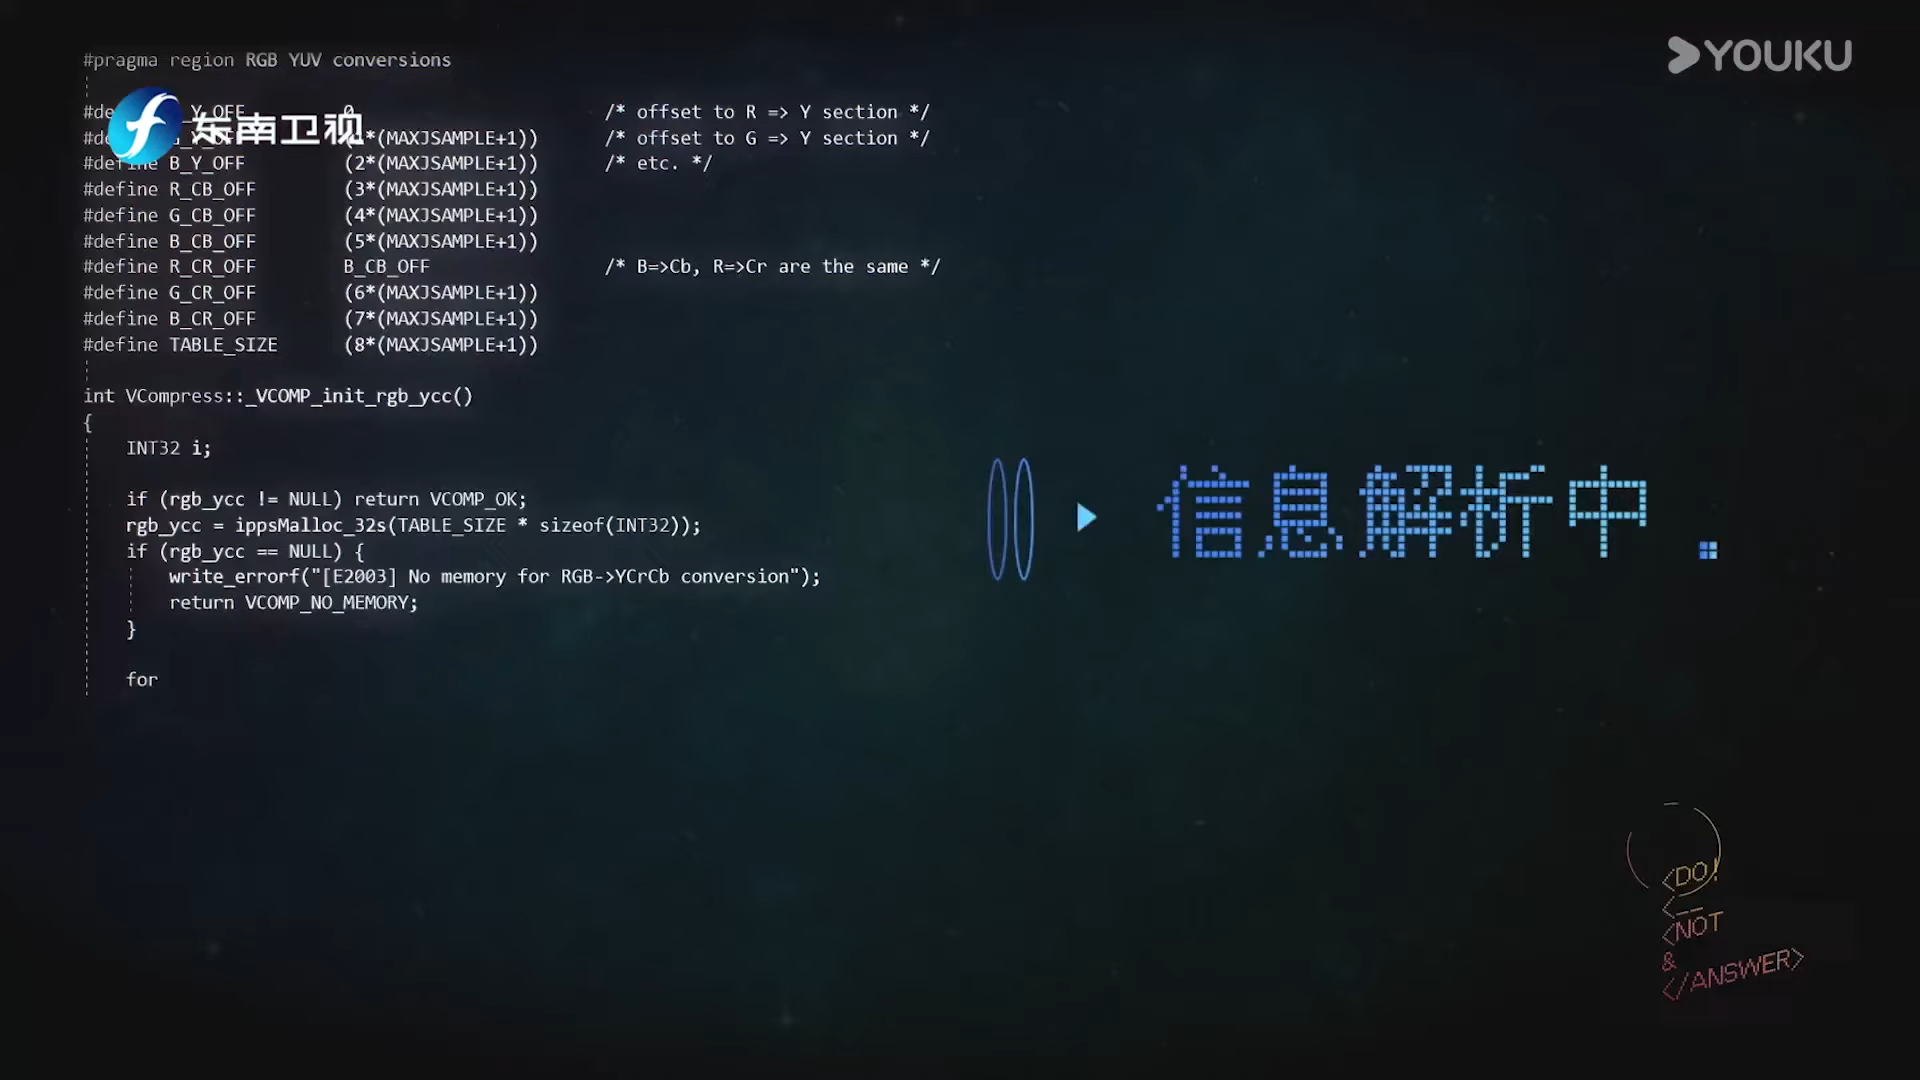 #pragma region RGB YUV conversions
YOUKU
东南卫视
_Y_OFF 0 /* offset to R => Y section */
*(MAXJSAMPLE+1)) /* offset to G => Y section */
#define B_Y_OFF (2*(MAXJSAMPLE+1)) /* etc. */
#define R_CB_OFF (3*(MAXJSAMPLE+1))
#define G_CB_OFF (4*(MAXJSAMPLE+1))
#define B_CB_OFF (5*(MAXJSAMPLE+1))
#define R_CR_OFF B_CB_OFF /* B=>Cb, R=>Cr are the same */
#define G_CR_OFF (6*(MAXJSAMPLE+1))
#define B_CR_OFF (7*(MAXJSAMPLE+1))
#define TABLE_SIZE (8*(MAXJSAMPLE+1))
int VCompress::_VCOMP_init_rgb_ycc()
{
INT32 i;
if (rgb_ycc != NULL) return VCOMP_OK;
rgb_ycc = ippsMalloc_32s(TABLE_SIZE * sizeof(INT32));
if (rgb_ycc == NULL) {
write_errorf("[E2003] No memory for RGB->YCrCb conversion");
return VCOMP_NO_MEMORY;
}
for
信息解析中 .
<DO!
<__
<NOT
&
</ANSWER>